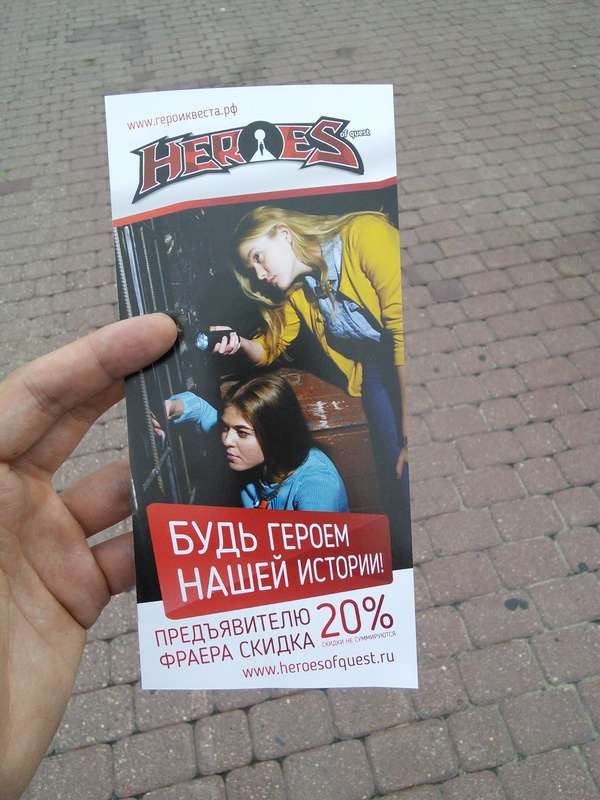 www.героиквеста.рф
HEROES
of quest
БУДЬ ГЕРОЕМ
НАШЕЙ ИСТОРИИ!
ПРЕДЪЯВИТЕЛЮ 20%
ФРАЕРА СКИДКА СКИДКИ НЕ СУММИРУЮТСЯ
www.heroesofquest.ru